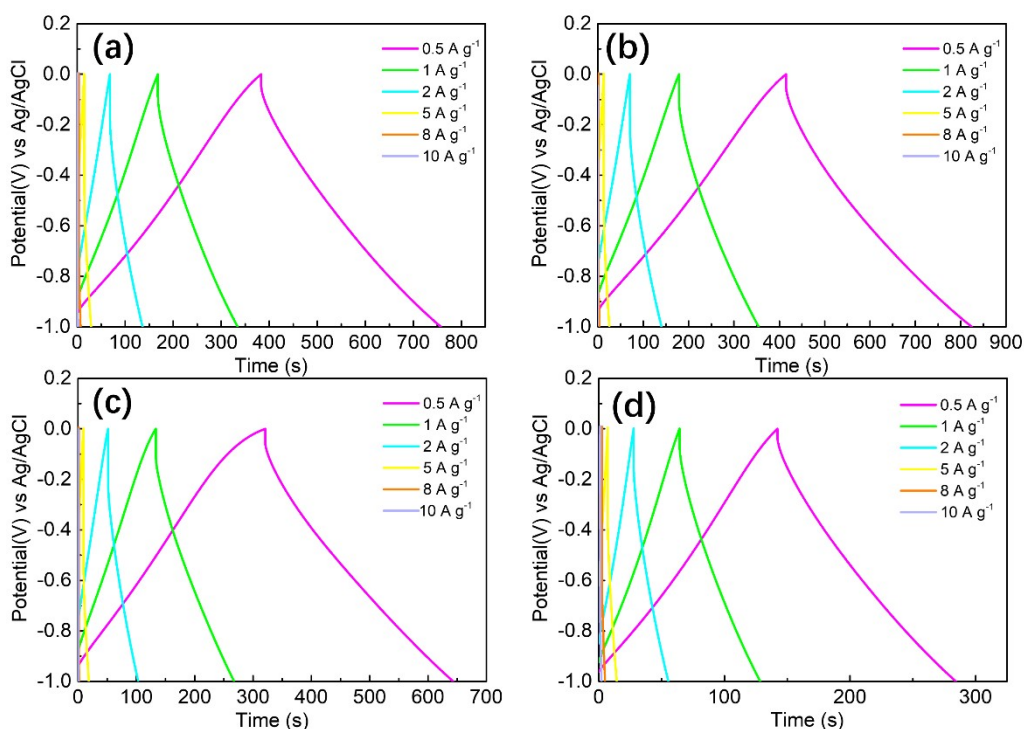 (a)
0.5 A g⁻¹
1 A g⁻¹
2 A g⁻¹
5 A g⁻¹
8 A g⁻¹
10 A g⁻¹
Potential(V) vs Ag/AgCl
0.2
0.0
-0.2
-0.4
-0.6
-0.8
-1.0
0 100 200 300 400 500 600 700 800
Time (s)
(b)
0.5 A g⁻¹
1 A g⁻¹
2 A g⁻¹
5 A g⁻¹
8 A g⁻¹
10 A g⁻¹
Potential(V) vs Ag/AgCl
0.2
0.0
-0.2
-0.4
-0.6
-0.8
-1.0
0 100 200 300 400 500 600 700 800 900
Time (s)
(c)
0.5 A g⁻¹
1 A g⁻¹
2 A g⁻¹
5 A g⁻¹
8 A g⁻¹
10 A g⁻¹
Potential(V) vs Ag/AgCl
0.2
0.0
-0.2
-0.4
-0.6
-0.8
-1.0
0 100 200 300 400 500 600 700
Time (s)
(d)
0.5 A g⁻¹
1 A g⁻¹
2 A g⁻¹
5 A g⁻¹
8 A g⁻¹
10 A g⁻¹
Potential(V) vs Ag/AgCl
0.2
0.0
-0.2
-0.4
-0.6
-0.8
-1.0
0 100 200 300
Time (s)